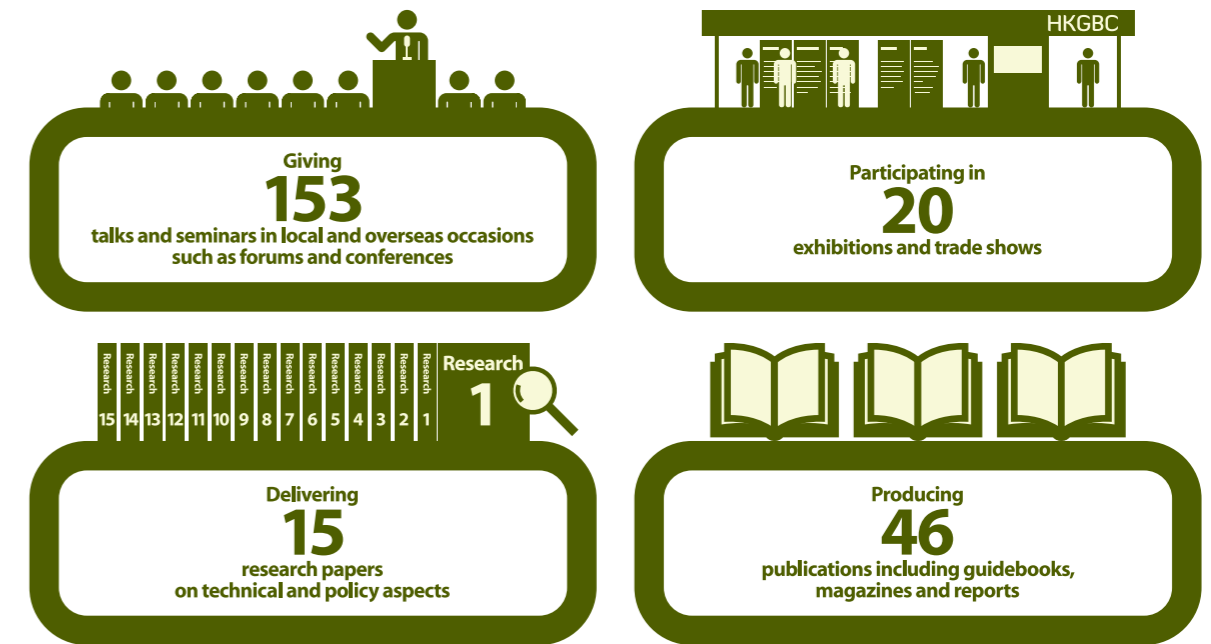 HKGBC
Giving
153
talks and seminars in local and overseas occasions
such as forums and conferences
Participating in
20
exhibitions and trade shows
Research 15
Research 14
Research 13
Research 12
Research 11
Research 10
Research 9
Research 8
Research 7
Research 6
Research 5
Research 4
Research 3
Research 2
Research 1
Research
1
Delivering
15
research papers
on technical and policy aspects
Producing
46
publications including guidebooks,
magazines and reports